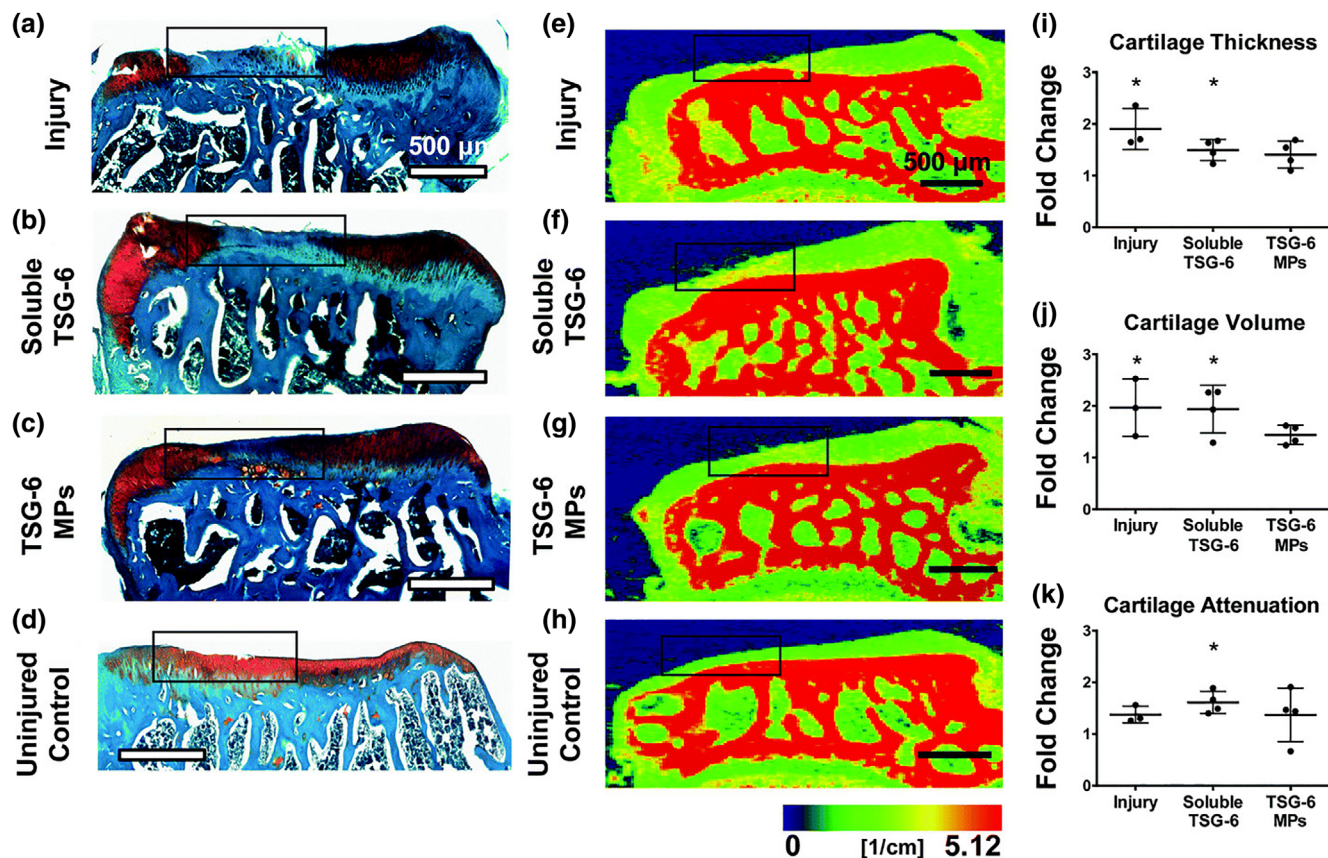 (a)
Injury
500 µm
(b)
Soluble
TSG-6
(c)
TSG-6
MPs
(d)
Uninjured
Control
(e)
Injury
500 µm
(f)
Soluble
TSG-6
(g)
TSG-6
MPs
(h)
Uninjured
Control
0 [1/cm] 5.12
(i)
Cartilage Thickness
Fold Change
3
2
1
0
* *
Injury Soluble TSG-6
TSG-6 MPs
(j)
Cartilage Volume
Fold Change
3
2
1
0
* *
Injury Soluble TSG-6
TSG-6 MPs
(k)
Cartilage Attenuation
Fold Change
3
2
1
0
*
Injury Soluble TSG-6
TSG-6 MPs